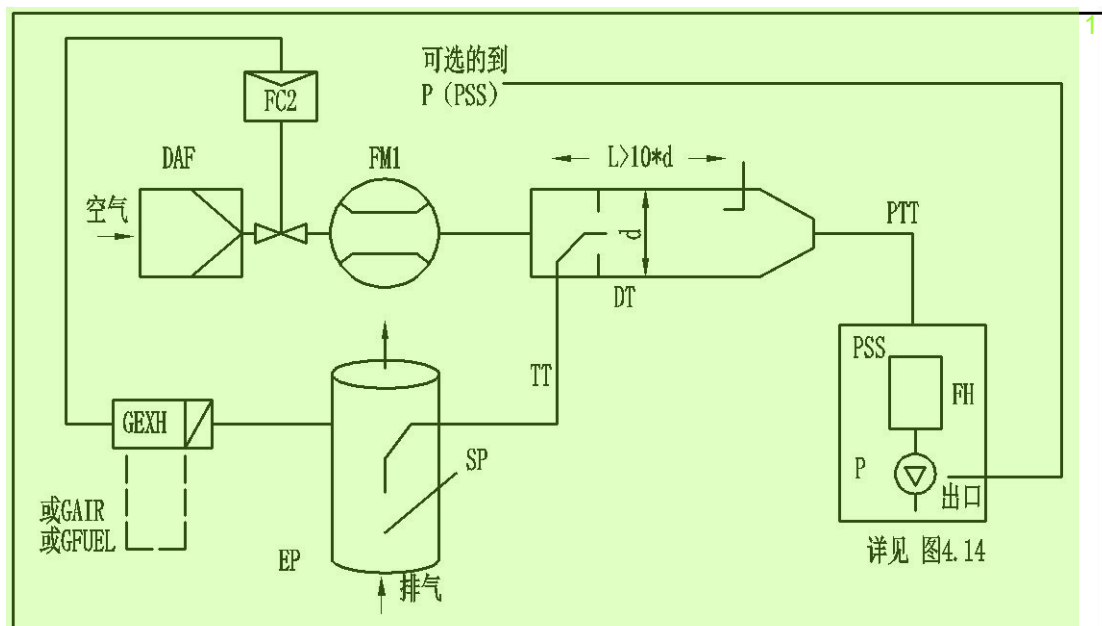 1
可选的到
P (PSS)
FC2
DAF
FM1
L>10*d
空气
PTT
d
DT
PSS
TT
FH
GEXH
SP
P
出口
或GAIR
或GFUEL
EP
排气
详见 图4.14